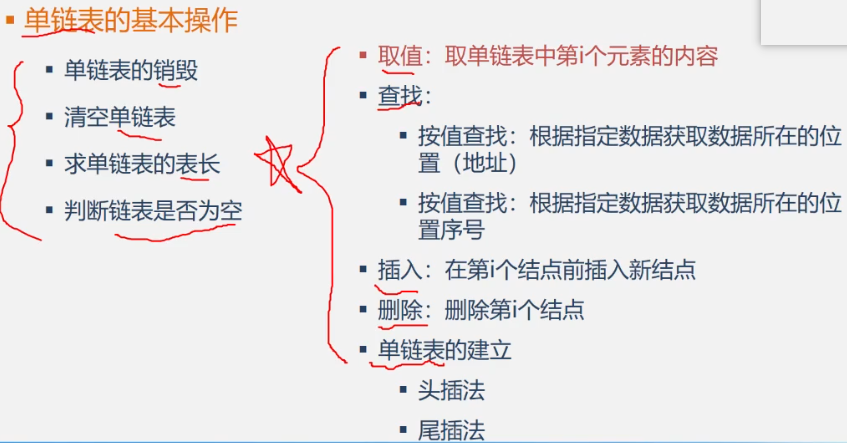 单链表的基本操作
单链表的销毁
清空单链表
求单链表的表长
判断链表是否为空
取值：取单链表中第i个元素的内容
查找：
按值查找：根据指定数据获取数据所在的位
置（地址）
按值查找：根据指定数据获取数据所在的位
置序号
插入：在第i个结点前插入新结点
删除：删除第i个结点
单链表的建立
头插法
尾插法